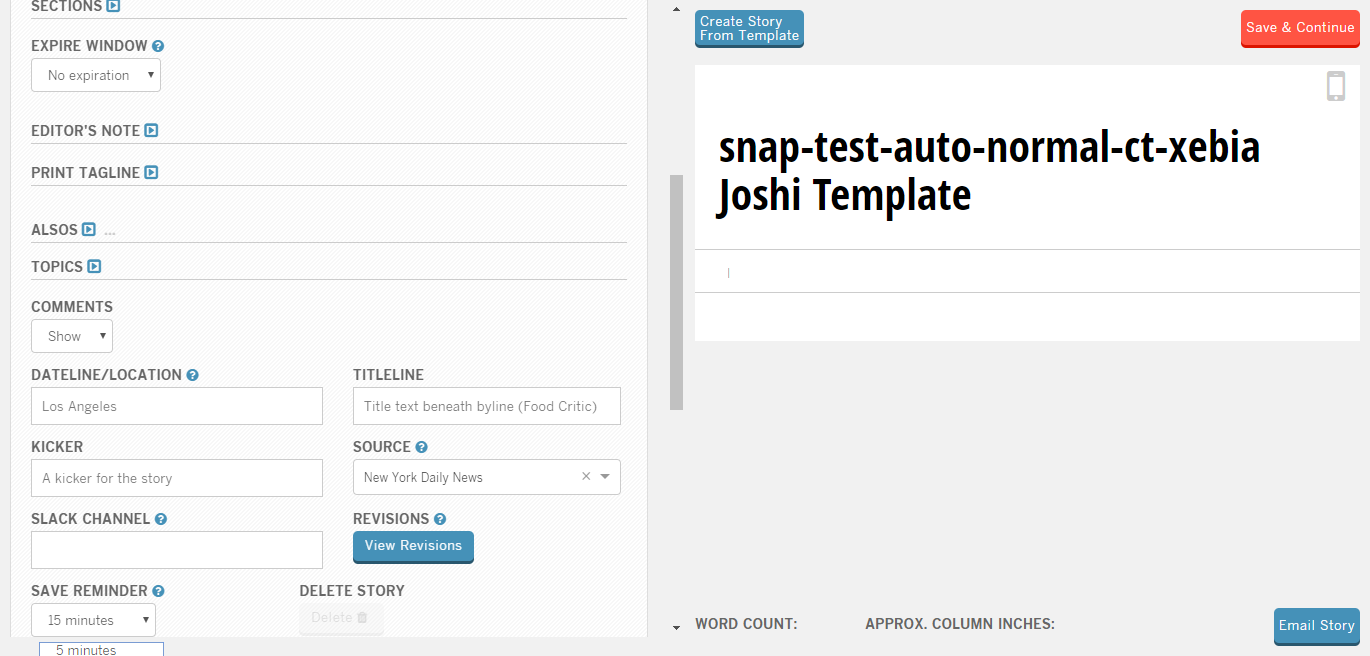 SECTIONS
EXPIRE WINDOW
No expiration
EDITOR'S NOTE
PRINT TAGLINE
ALSOS ...
TOPICS
COMMENTS
Show
DATELINE/LOCATION
Los Angeles
TITLELINE
Title text beneath byline (Food Critic)
KICKER
A kicker for the story
SOURCE
New York Daily News
SLACK CHANNEL
REVISIONS
View Revisions
SAVE REMINDER
15 minutes
5 minutes
DELETE STORY
Delete
Create Story
From Template
Save & Continue
snap-test-auto-normal-ct-xebia
Joshi Template
WORD COUNT:
APPROX. COLUMN INCHES:
Email Story